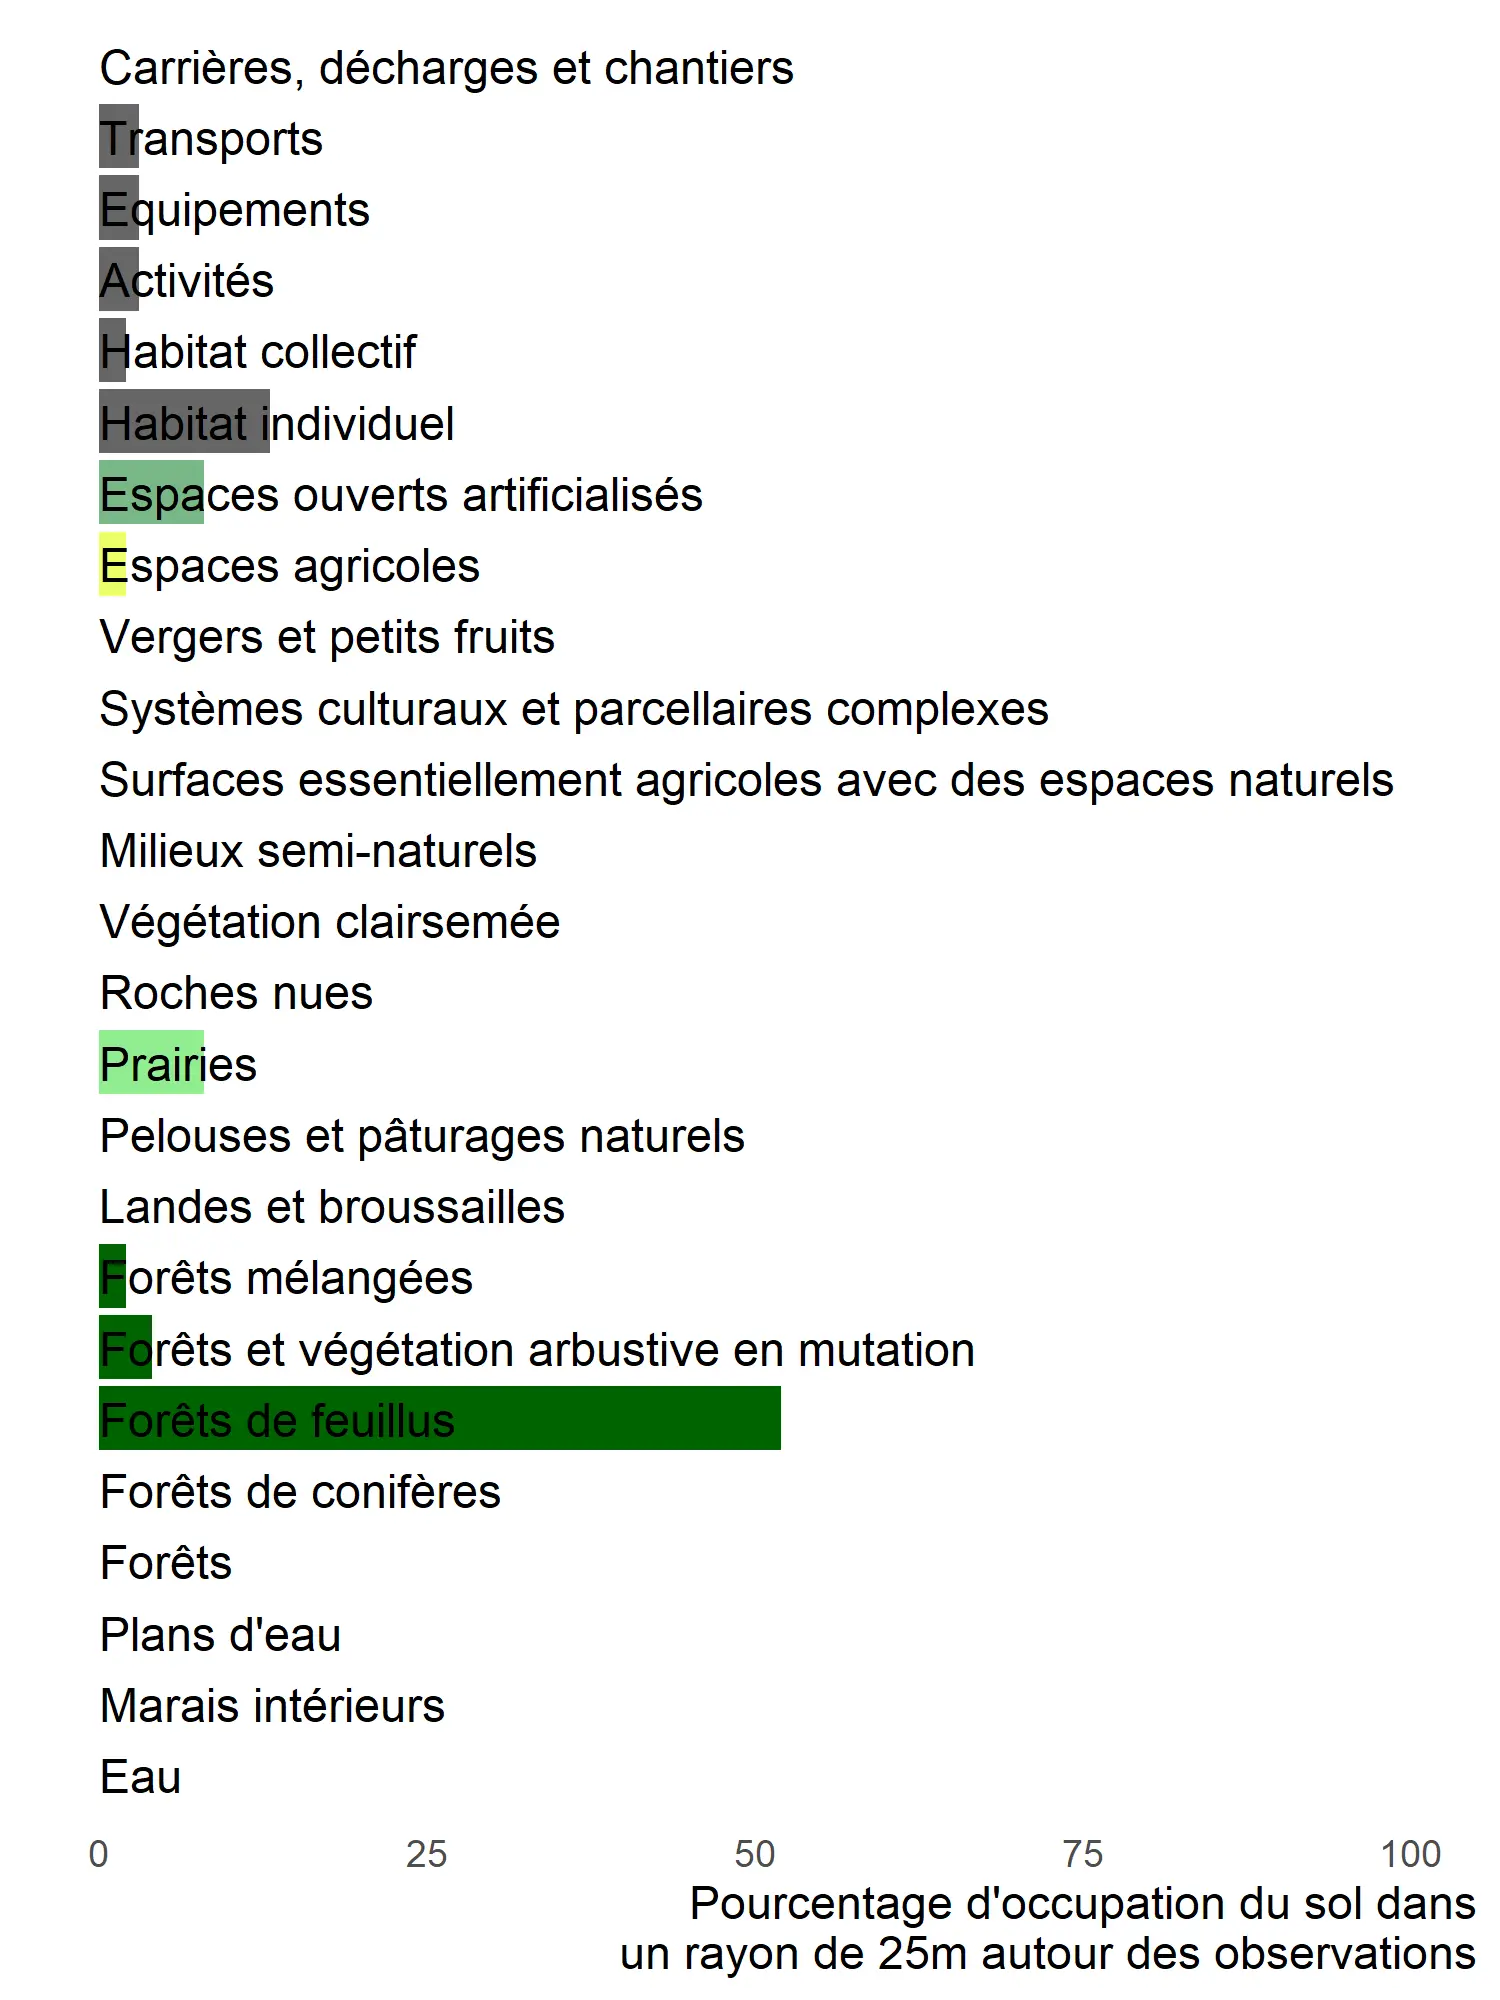 Carrières, décharges et chantiers
Transports
Equipements
Activités
Habitat collectif
Habitat individuel
Espaces ouverts artificialisés
Espaces agricoles
Vergers et petits fruits
Systèmes culturaux et parcellaires complexes
Surfaces essentiellement agricoles avec des espaces naturels
Milieux semi-naturels
Végétation clairsemée
Roches nues
Prairies
Pelouses et pâturages naturels
Landes et broussailles
Forêts mélangées
Forêts et végétation arbustive en mutation
Forêts de feuillus
Forêts de conifères
Forêts
Plans d'eau
Marais intérieurs
Eau
0 25 50 75 100
Pourcentage d'occupation du sol dans
un rayon de 25m autour des observations